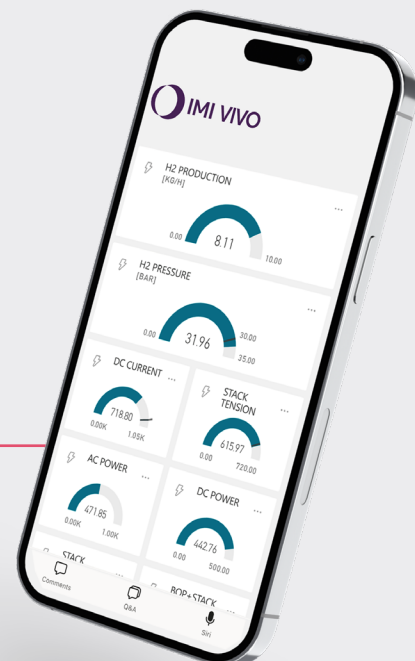 IMI VIVO
H2 PRODUCTION
[KG/H]
...
8.11
0.00
10.00
H2 PRESSURE
[BAR]
...
31.96
0.00
30.00
35.00
DC CURRENT
...
718.80
0.00K
1.05K
STACK
TENSION
...
615.97
0.00
720.00
AC POWER
...
471.85
0.00K
1.00K
DC POWER
...
442.76
0.00
500.00
STACK
...
BOP+STACK
...
Comments
Q&A
Siri